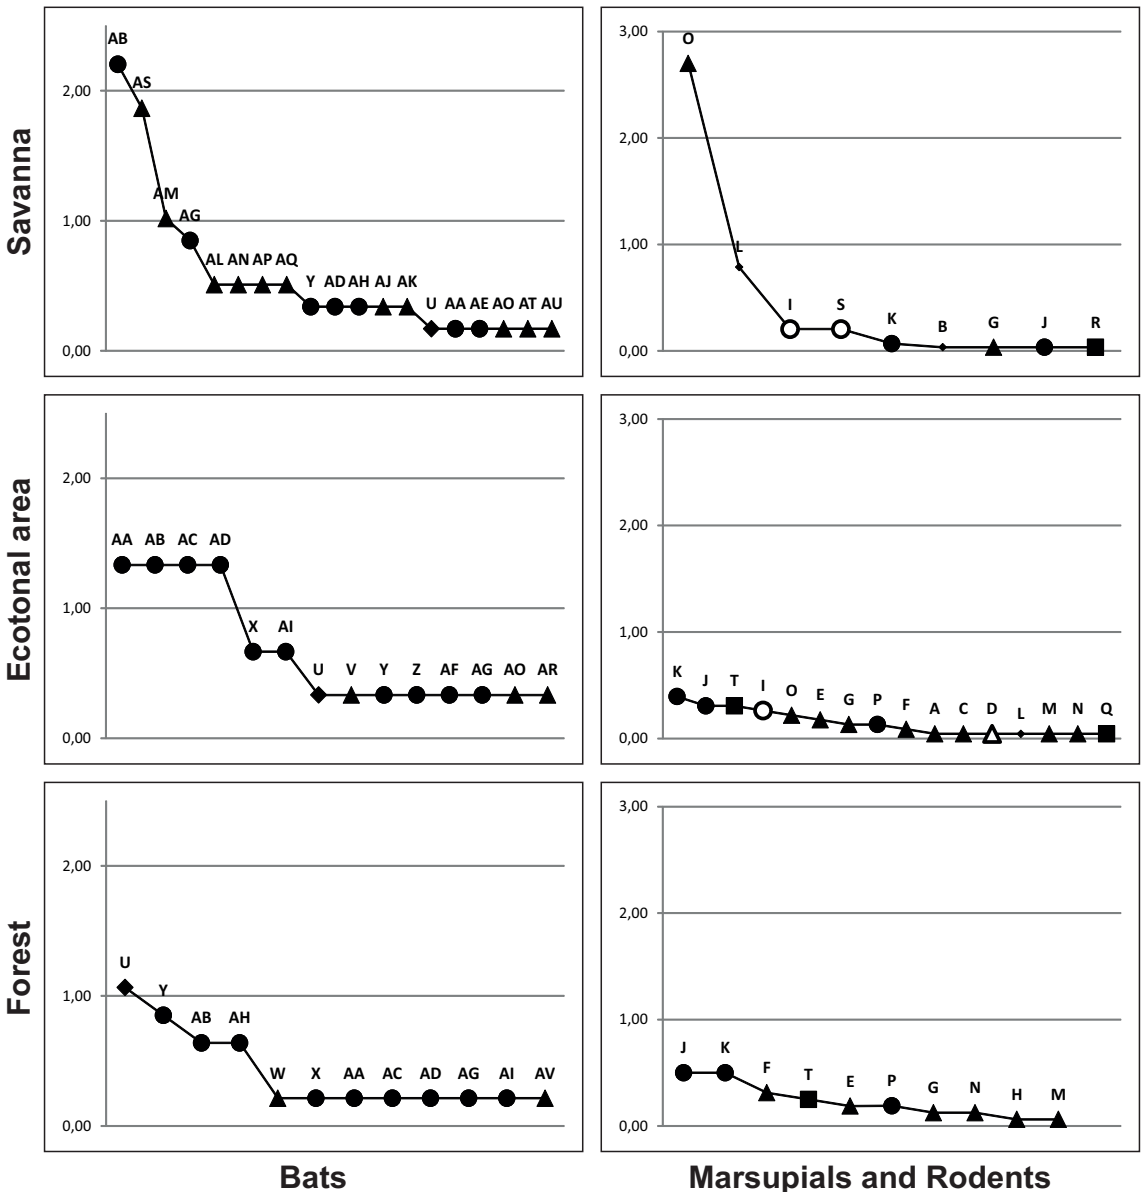 Savanna
2,00
1,00
0,00
AB
AS
AM
AG
AL AN AP AQ
Y AD AH AJ AK
U AA AE AO AT AU
3,00
2,00
1,00
0,00
O
L
I S K B G J R
Ecotonal area
2,00
1,00
0,00
AA AB AC AD
X AI
U V Y Z AF AG AO AR
3,00
2,00
1,00
0,00
K J T I O E G P F A C D L M N Q
Forest
2,00
1,00
0,00
U
Y
AB AH
W X AA AC AD AG AI AV
3,00
2,00
1,00
0,00
J K F T E P G N H M
Bats
Marsupials and Rodents